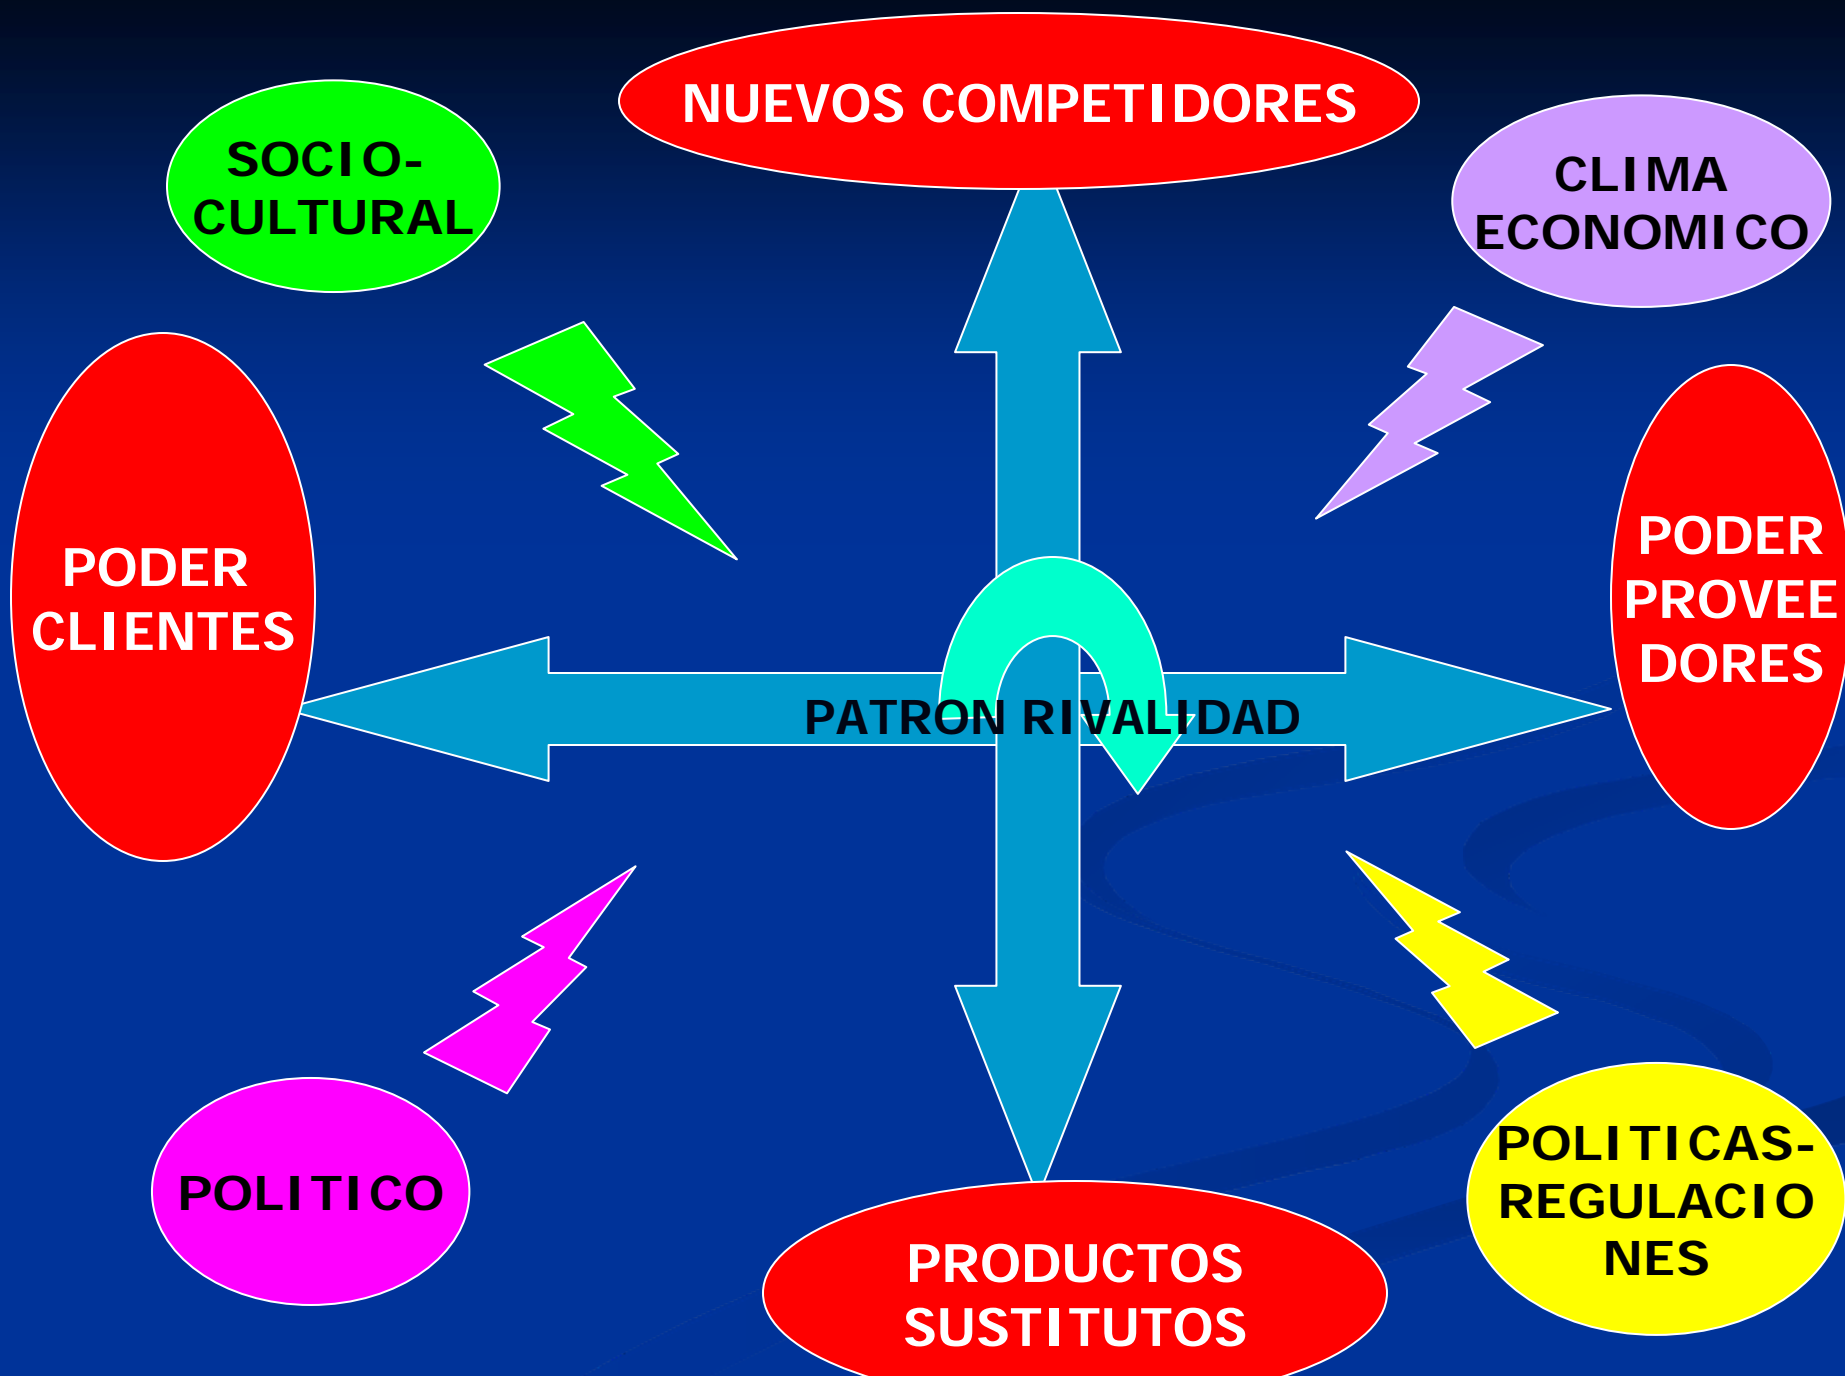 NUEVOS COMPETIDORES
SOCIO-
CULTURAL
CLIMA
ECONOMICO
PODER
CLIENTES
PODER
PROVEE
DORES
PATRON RIVALIDAD
POLITICO
POLITICAS-
REGULACIO
NES
PRODUCTOS
SUSTITUTOS